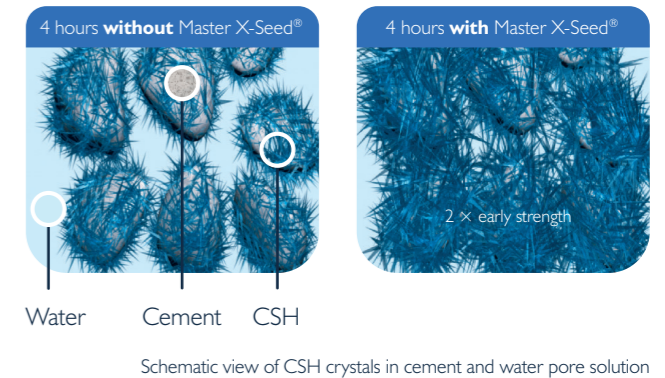 4 hours without Master X-Seed®
4 hours with Master X-Seed®
2 × early strength
Water
Cement
CSH
Schematic view of CSH crystals in cement and water pore solution